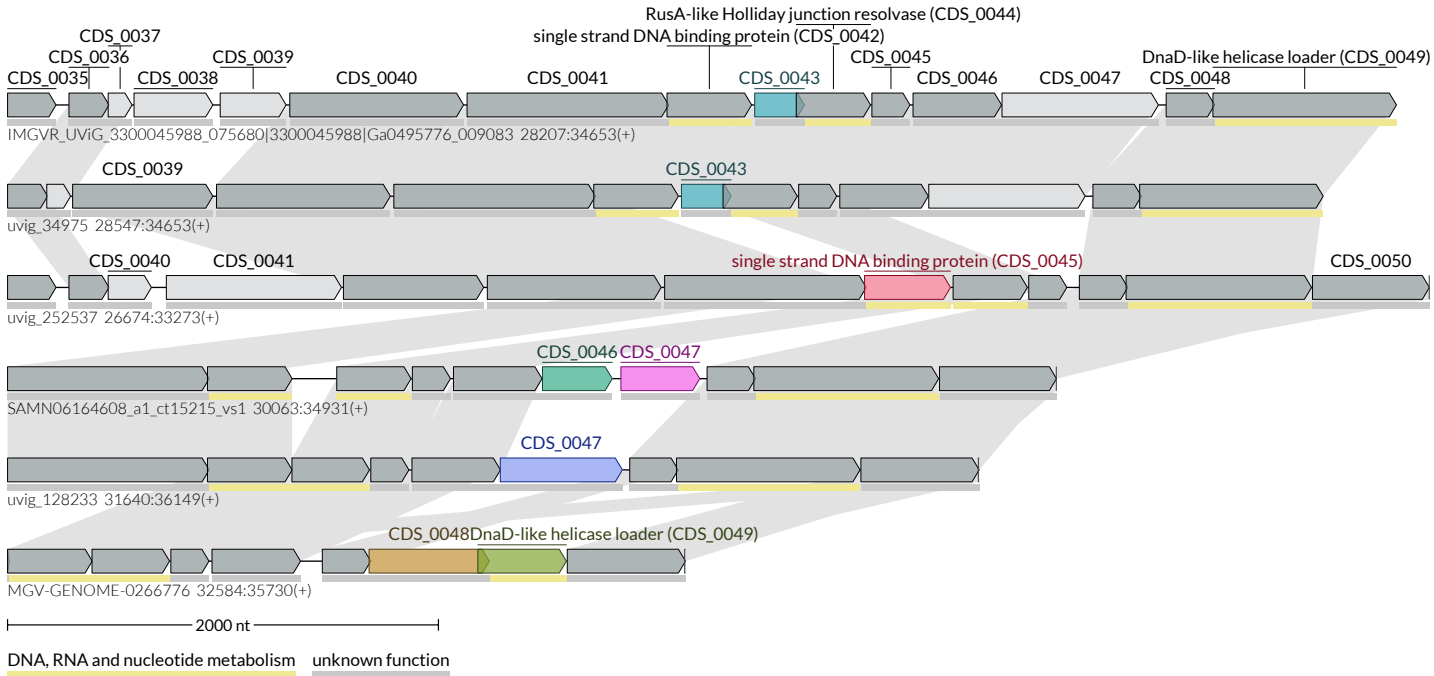 RusA-like Holliday junction resolvase (CDS_0044)
CDS_0037 single strand DNA binding protein (CDS_0042)
CDS_0036 CDS_0039 CDS_0045 DnaD-like helicase loader (CDS_0049)
CDS_0035 CDS_0038 CDS_0040 CDS_0041 CDS_0043 CDS_0046 CDS_0047 CDS_0048
IMGVR_UViG_3300045988_075680|3300045988|Ga0495776_009083 28207:34653(+)
CDS_0039 CDS_0043
uvig_34975 28547:34653(+)
CDS_0040 CDS_0041 single strand DNA binding protein (CDS_0045) CDS_0050
uvig_252537 26674:33273(+)
CDS_0046 CDS_0047
SAMN06164608_a1_ct15215_vs1 30063:34931(+)
CDS_0047
uvig_128233 31640:36149(+)
CDS_0048 DnaD-like helicase loader (CDS_0049)
MGV-GENOME-0266776 32584:35730(+)
2000 nt
DNA, RNA and nucleotide metabolism unknown function